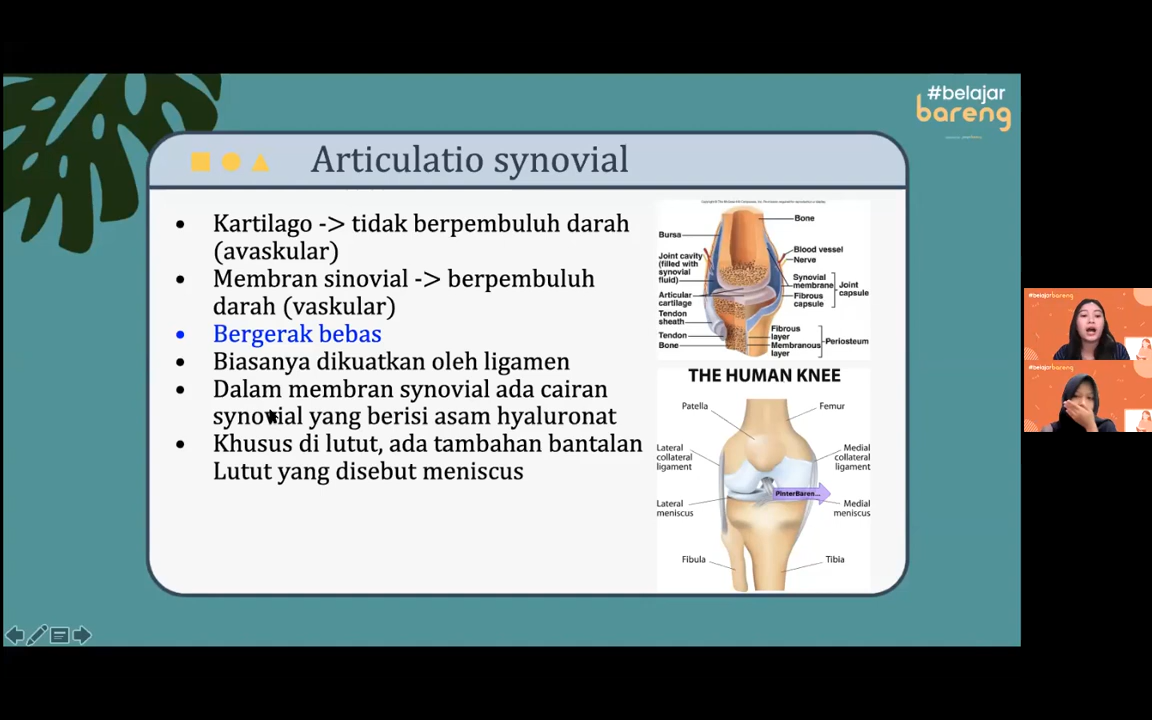 #belajar
bareng
Articulatio synovial
Kartilago -> tidak berpembuluh darah
(avaskular)
Membran sinovial -> berpembuluh
darah (vaskular)
Bergerak bebas
Biasanya dikuatkan oleh ligamen
Dalam membran synovial ada cairan
synovial yang berisi asam hyaluronat
Khusus di lutut, ada tambahan bantalan
Lutut yang disebut meniscus
Bone
Bursa
Blood vessel
Nerve
Joint cavity
(filled with
synovial
fluid)
Synovial
membrane
Joint
capsule
Fibrous
capsule
Articular
cartilage
Tendon
sheath
Tendon
Bone
Fibrous
layer
Periosteum
Membranous
layer
THE HUMAN KNEE
Patella
Femur
Lateral
collateral
ligament
Medial
collateral
ligament
PinterBaren...
Lateral
meniscus
Medial
meniscus
Fibula
Tibia
#belajarbareng
#belajarbareng